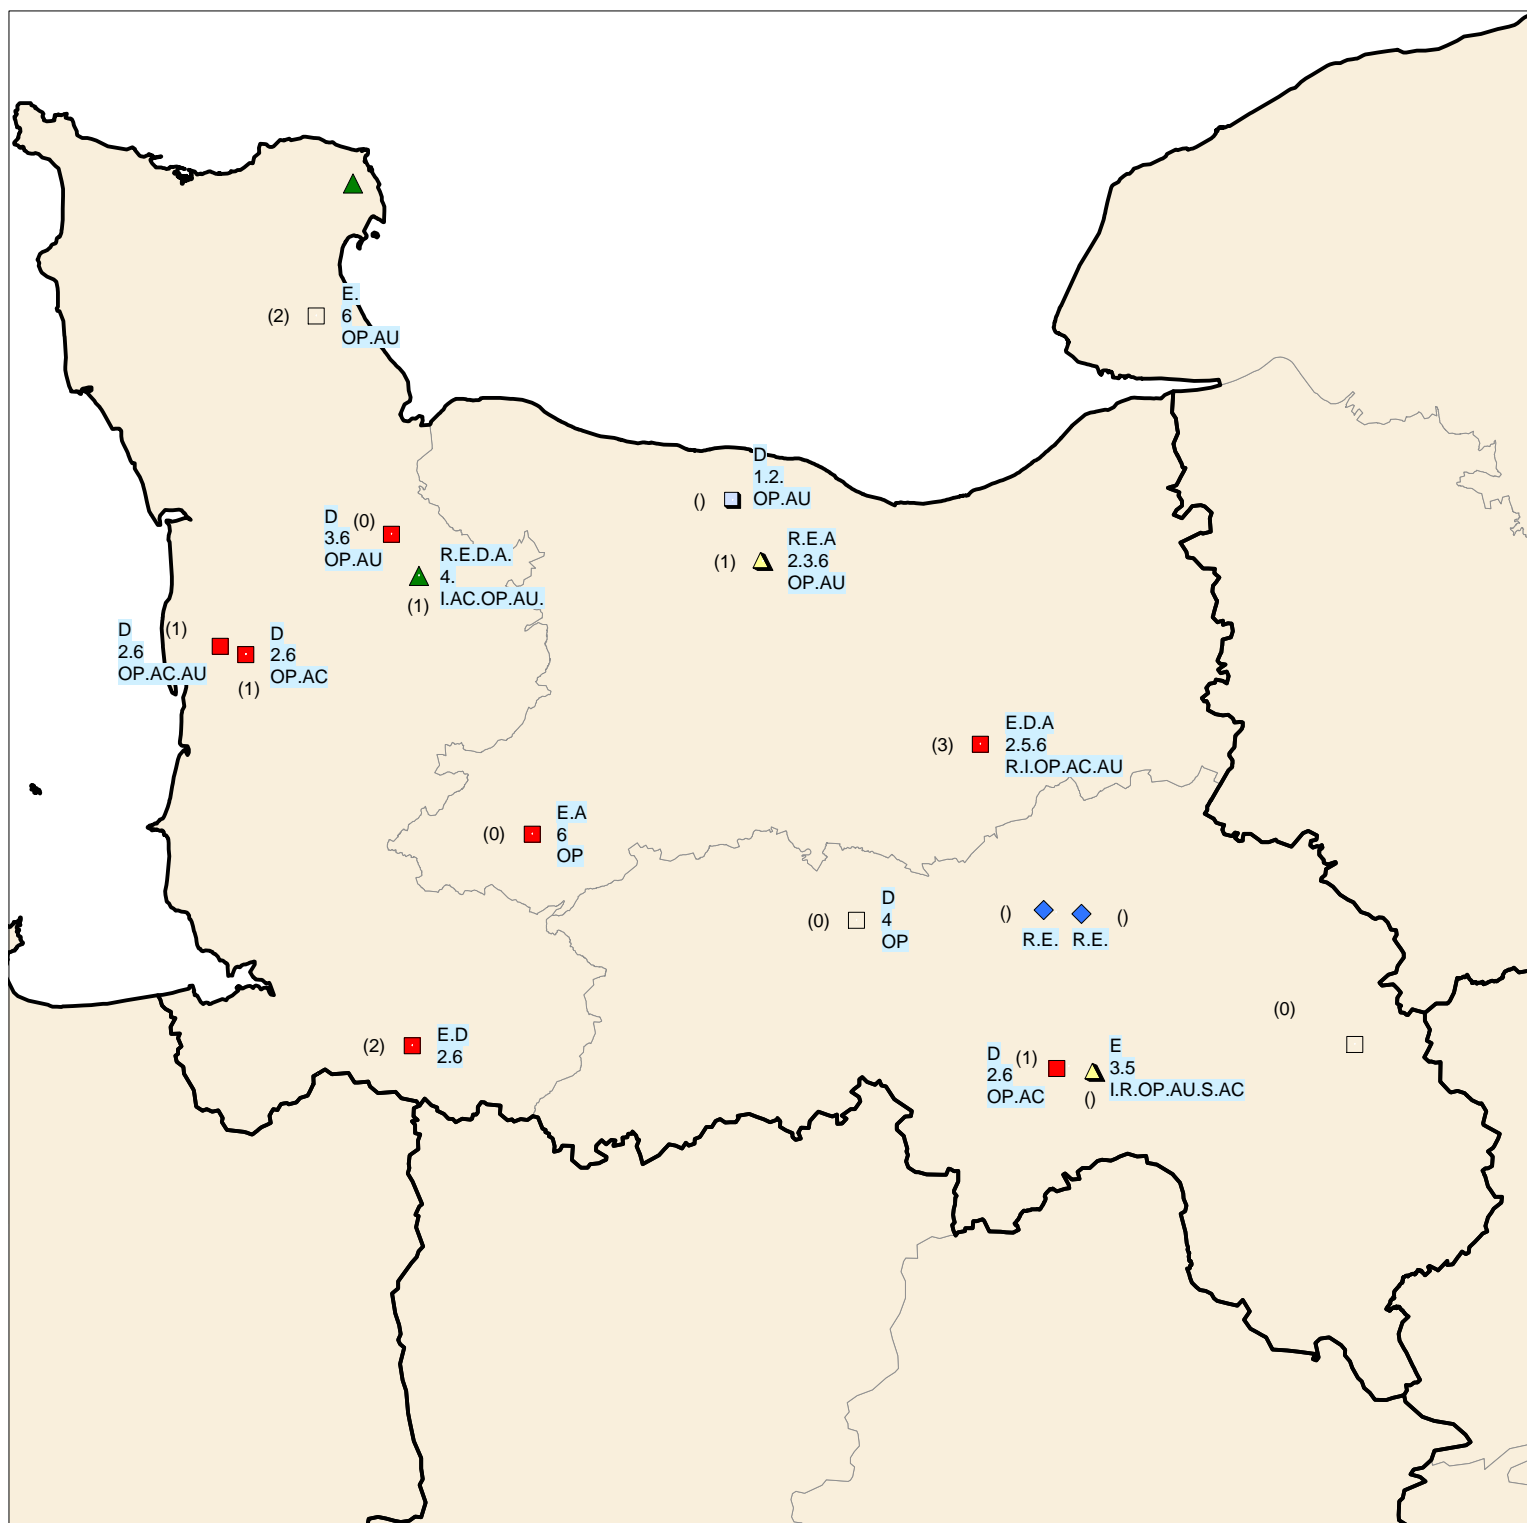 E.
(2)
6
OP.AU
D
1.2.
()
OP.AU
D
(0)
3.6
OP.AU
R.E.D.A.
4.
I.AC.OP.AU.
(1)
R.E.A
(1)
2.3.6
OP.AU
D
(1)
2.6
OP.AC.AU
D
2.6
OP.AC
(1)
E.D.A
(3)
2.5.6
R.I.OP.AC.AU
E.A
(0)
6
OP
D
(0)
4
OP
()
()
R.E.
R.E.
(0)
E.D
(2)
2.6
D
(1)
2.6
OP.AC
E
3.5
I.R.OP.AU.S.AC
()